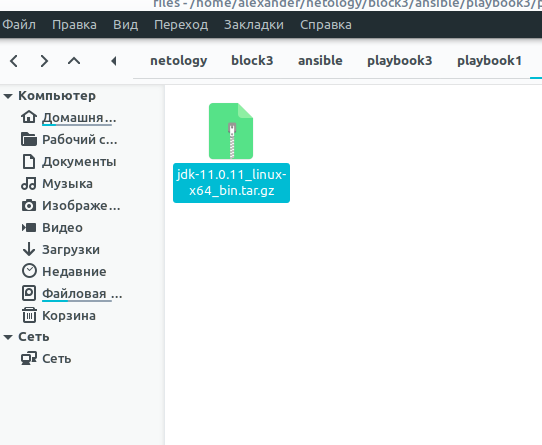 files - /home/alexander/netology/block3/ansible/playbook3/p
Файл Правка Вид Переход Закладки Справка
netology block3 ansible playbook3 playbook1
Компьютер
Домашня...
Рабочий с...
Документы
Музыка
Изображе...
Видео
Загрузки
Недавние
Файловая ...
Корзина
Сеть
Сеть
jdk-11.0.11_linux-
x64_bin.tar.gz